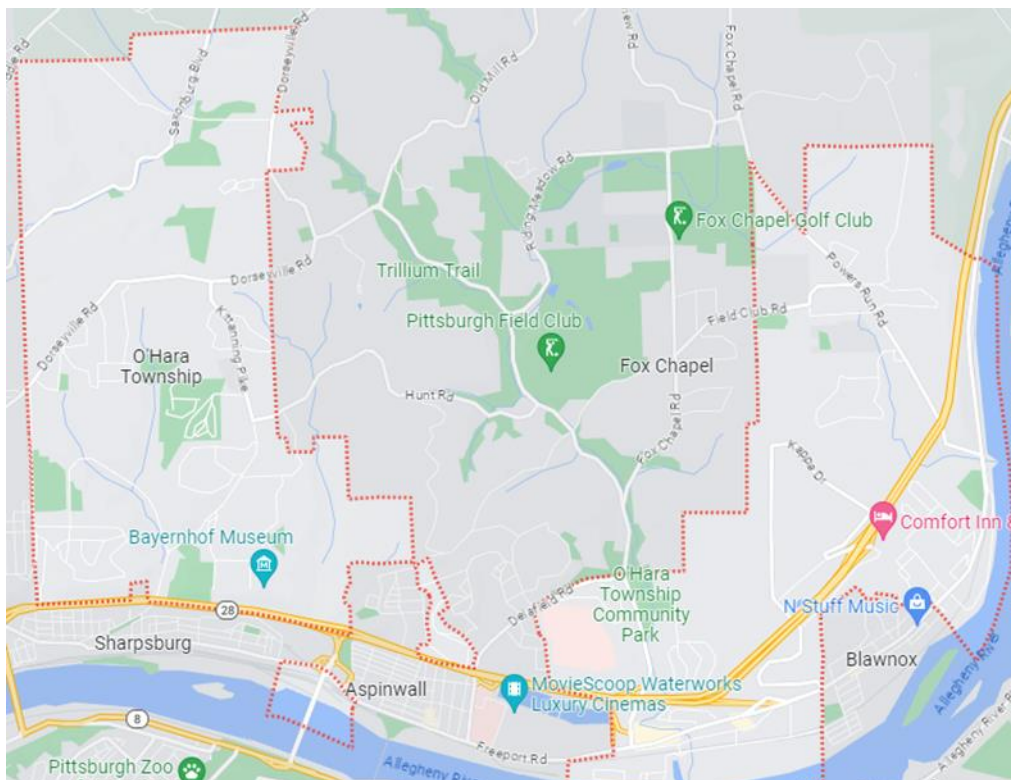 Saxonburg Blvd
Dorseyville Rd
Old Mill Rd
Fox Chapel Rd
Riding Meadow Rd
Fox Chapel Golf Club
Trillium Trail
Dorseyville Rd
Allegheny
Powers Run Rd
Dorseyville Rd
Kittanning Pike
Pittsburgh Field Club
Field Club Rd
O'Hara
Township
Fox Chapel
Hunt Rd
Fox Chapel Rd
Kappa Dr
Comfort Inn &
Bayernhof Museum
O'Hara
Township
Community
Park
Delafield Rd
28
N Stuff Music
Sharpsburg
Blawnox
Allegheny River
Aspinwall
MovieScoop Waterworks
Luxury Cinemas
8
Freeport Rd
Allegheny River R
Pittsburgh Zoo
Allegheny R